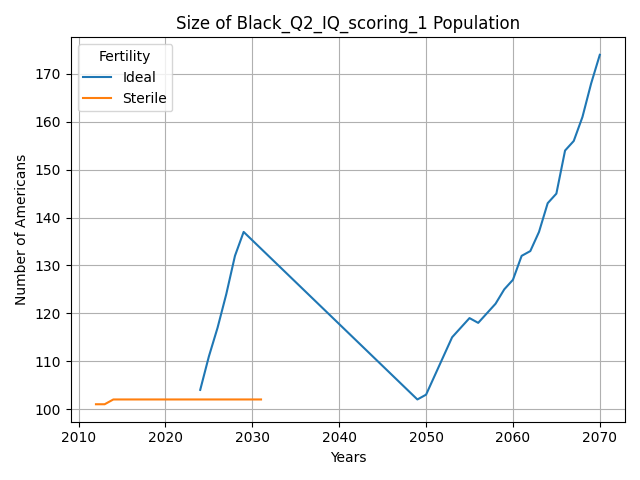 Size of Black_Q2_IQ_scoring_1 Population
Fertility
Ideal
Sterile
Number of Americans
170
160
150
140
130
120
110
100
2010 2020 2030 2040 2050 2060 2070
Years